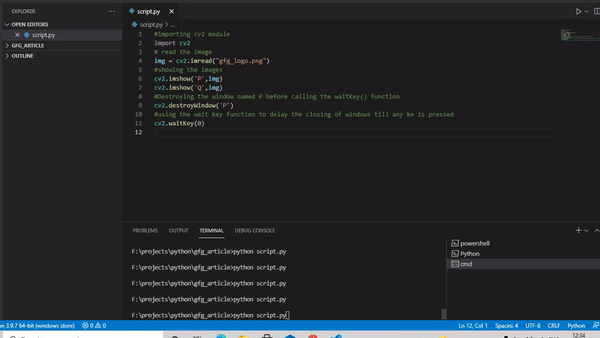 EXPLORER
OPEN EDITORS
script.py
GFG_ARTICLE
OUTLINE
script.py
script.py > ...
1 #importing cv2 module
2 import cv2
3 # read the image
4 img = cv2.imread("gfg_logo.png")
5 #showing the images
6 cv2.imshow('P',img)
7 cv2.imshow('Q',img)
8 #Destroying the window named P before calling the waitKey() function
9 cv2.destroyWindow('P')
10 #using the wait key function to delay the closing of windows till any ke is pressed
11 cv2.waitKey(0)
12
PROBLEMS OUTPUT TERMINAL DEBUG CONSOLE
F:\projects\python\gfg_article>python script.py
F:\projects\python\gfg_article>python script.py
F:\projects\python\gfg_article>python script.py
F:\projects\python\gfg_article>python script.py
F:\projects\python\gfg_article>python script.py
powershell
Python
cmd
n 3.9.7 64-bit (windows store) 0 0 Ln 12, Col 1 Spaces: 4 UTF-8 CRLF Python
12:34